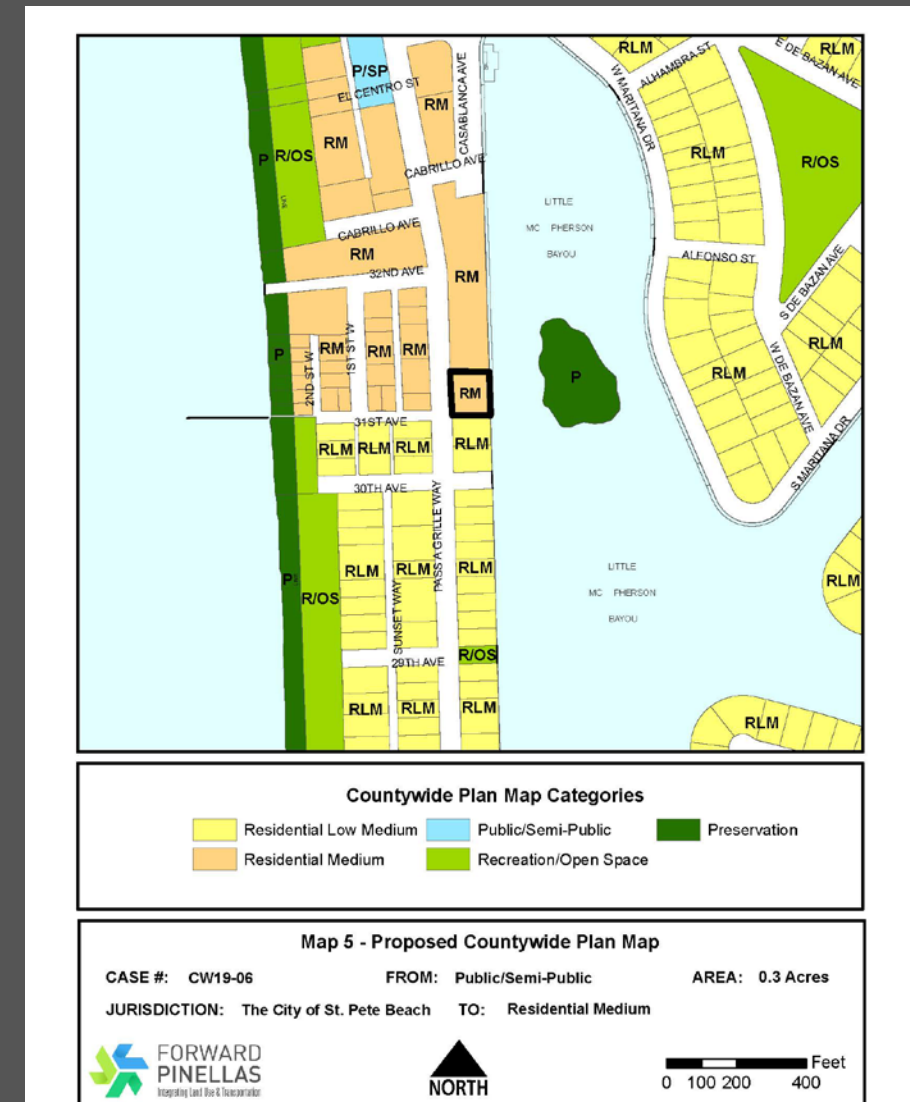 RLM
ALHAMBRA ST
E DE BAZAN AVE
RLM
W MARITANA DR
P/SP
CASABLANCA AVE
EL CENTRO ST
RM
RM
P
R/OS
RLM
R/OS
CABRILLO AVE
LITTLE
MC PHERSON
BAYOU
CABRILLO AVE
RM
32ND AVE
RM
ALFONSO ST
S DE BAZAN AVE
P
2ND ST W
RM
1ST ST W
RM
RM
RM
P
RLM
W DE BAZAN AVE
RLM
S MARITANA DR
31ST AVE
RLM
RLM
RLM
RLM
30TH AVE
PASS A GRILLE WAY
LITTLE
MC PHERSON
BAYOU
P
R/OS
RLM
SUNSET WAY
RLM
RLM
RLM
29TH AVE
R/OS
RLM
RLM
RLM
RLM
Countywide Plan Map Categories
Residential Low Medium
Public/Semi-Public
Preservation
Residential Medium
Recreation/Open Space
Map 5 - Proposed Countywide Plan Map
CASE #: CW19-06 FROM: Public/Semi-Public AREA: 0.3 Acres
JURISDICTION: The City of St. Pete Beach TO: Residential Medium
FORWARD
PINELLAS
Integrating Land Use & Transportation
NORTH
Feet
0 100 200 400